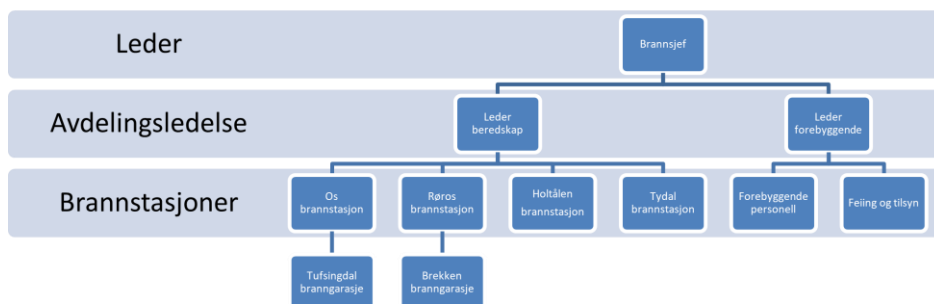 Leder
Brannsjef
Avdelingsledelse
Leder
beredskap
Leder
forebyggende
Brannstasjoner
Os
brannstasjon
Røros
brannstasjon
Holtålen
brannstasjon
Tydal
brannstasjon
Forebyggende
personell
Feiing og tilsyn
Tufsingdal
branngarasje
Brekken
branngarasje